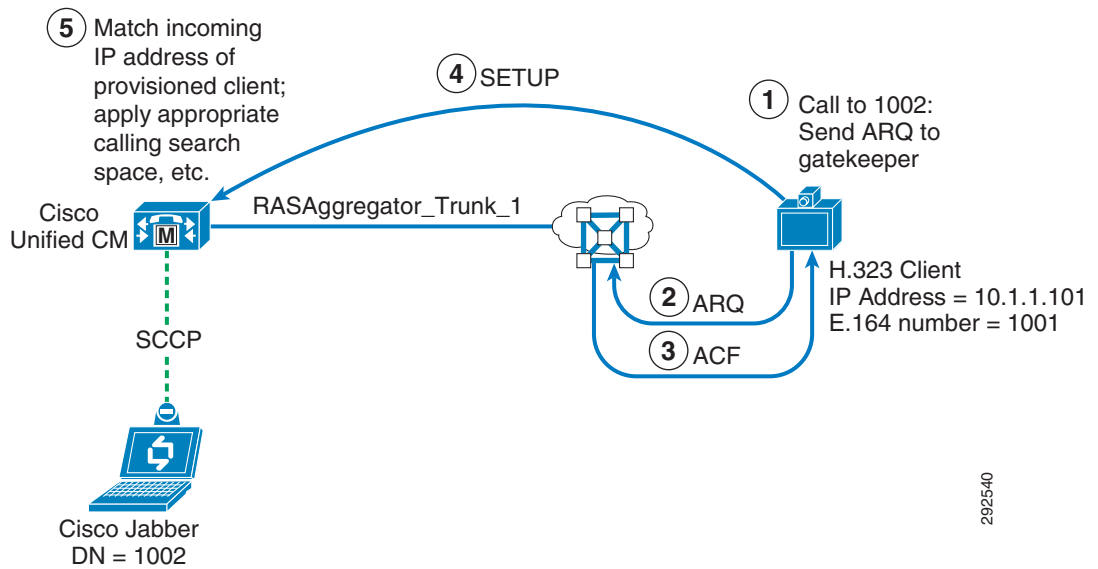 5 Match incoming
IP address of
provisioned client;
apply appropriate
calling search
space, etc.
4 SETUP
1 Call to 1002:
Send ARQ to
gatekeeper
Cisco
Unified CM
M
RASAggregator_Trunk_1
H.323 Client
IP Address = 10.1.1.101
E.164 number = 1001
2 ARQ
3 ACF
SCCP
Cisco Jabber
DN = 1002
292540